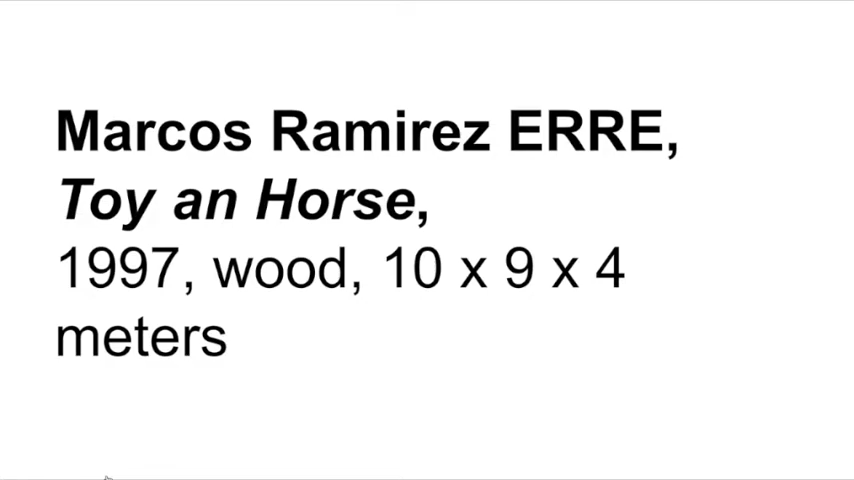 Marcos Ramirez ERRE,
Toy an Horse,
1997, wood, 10 x 9 x 4
meters